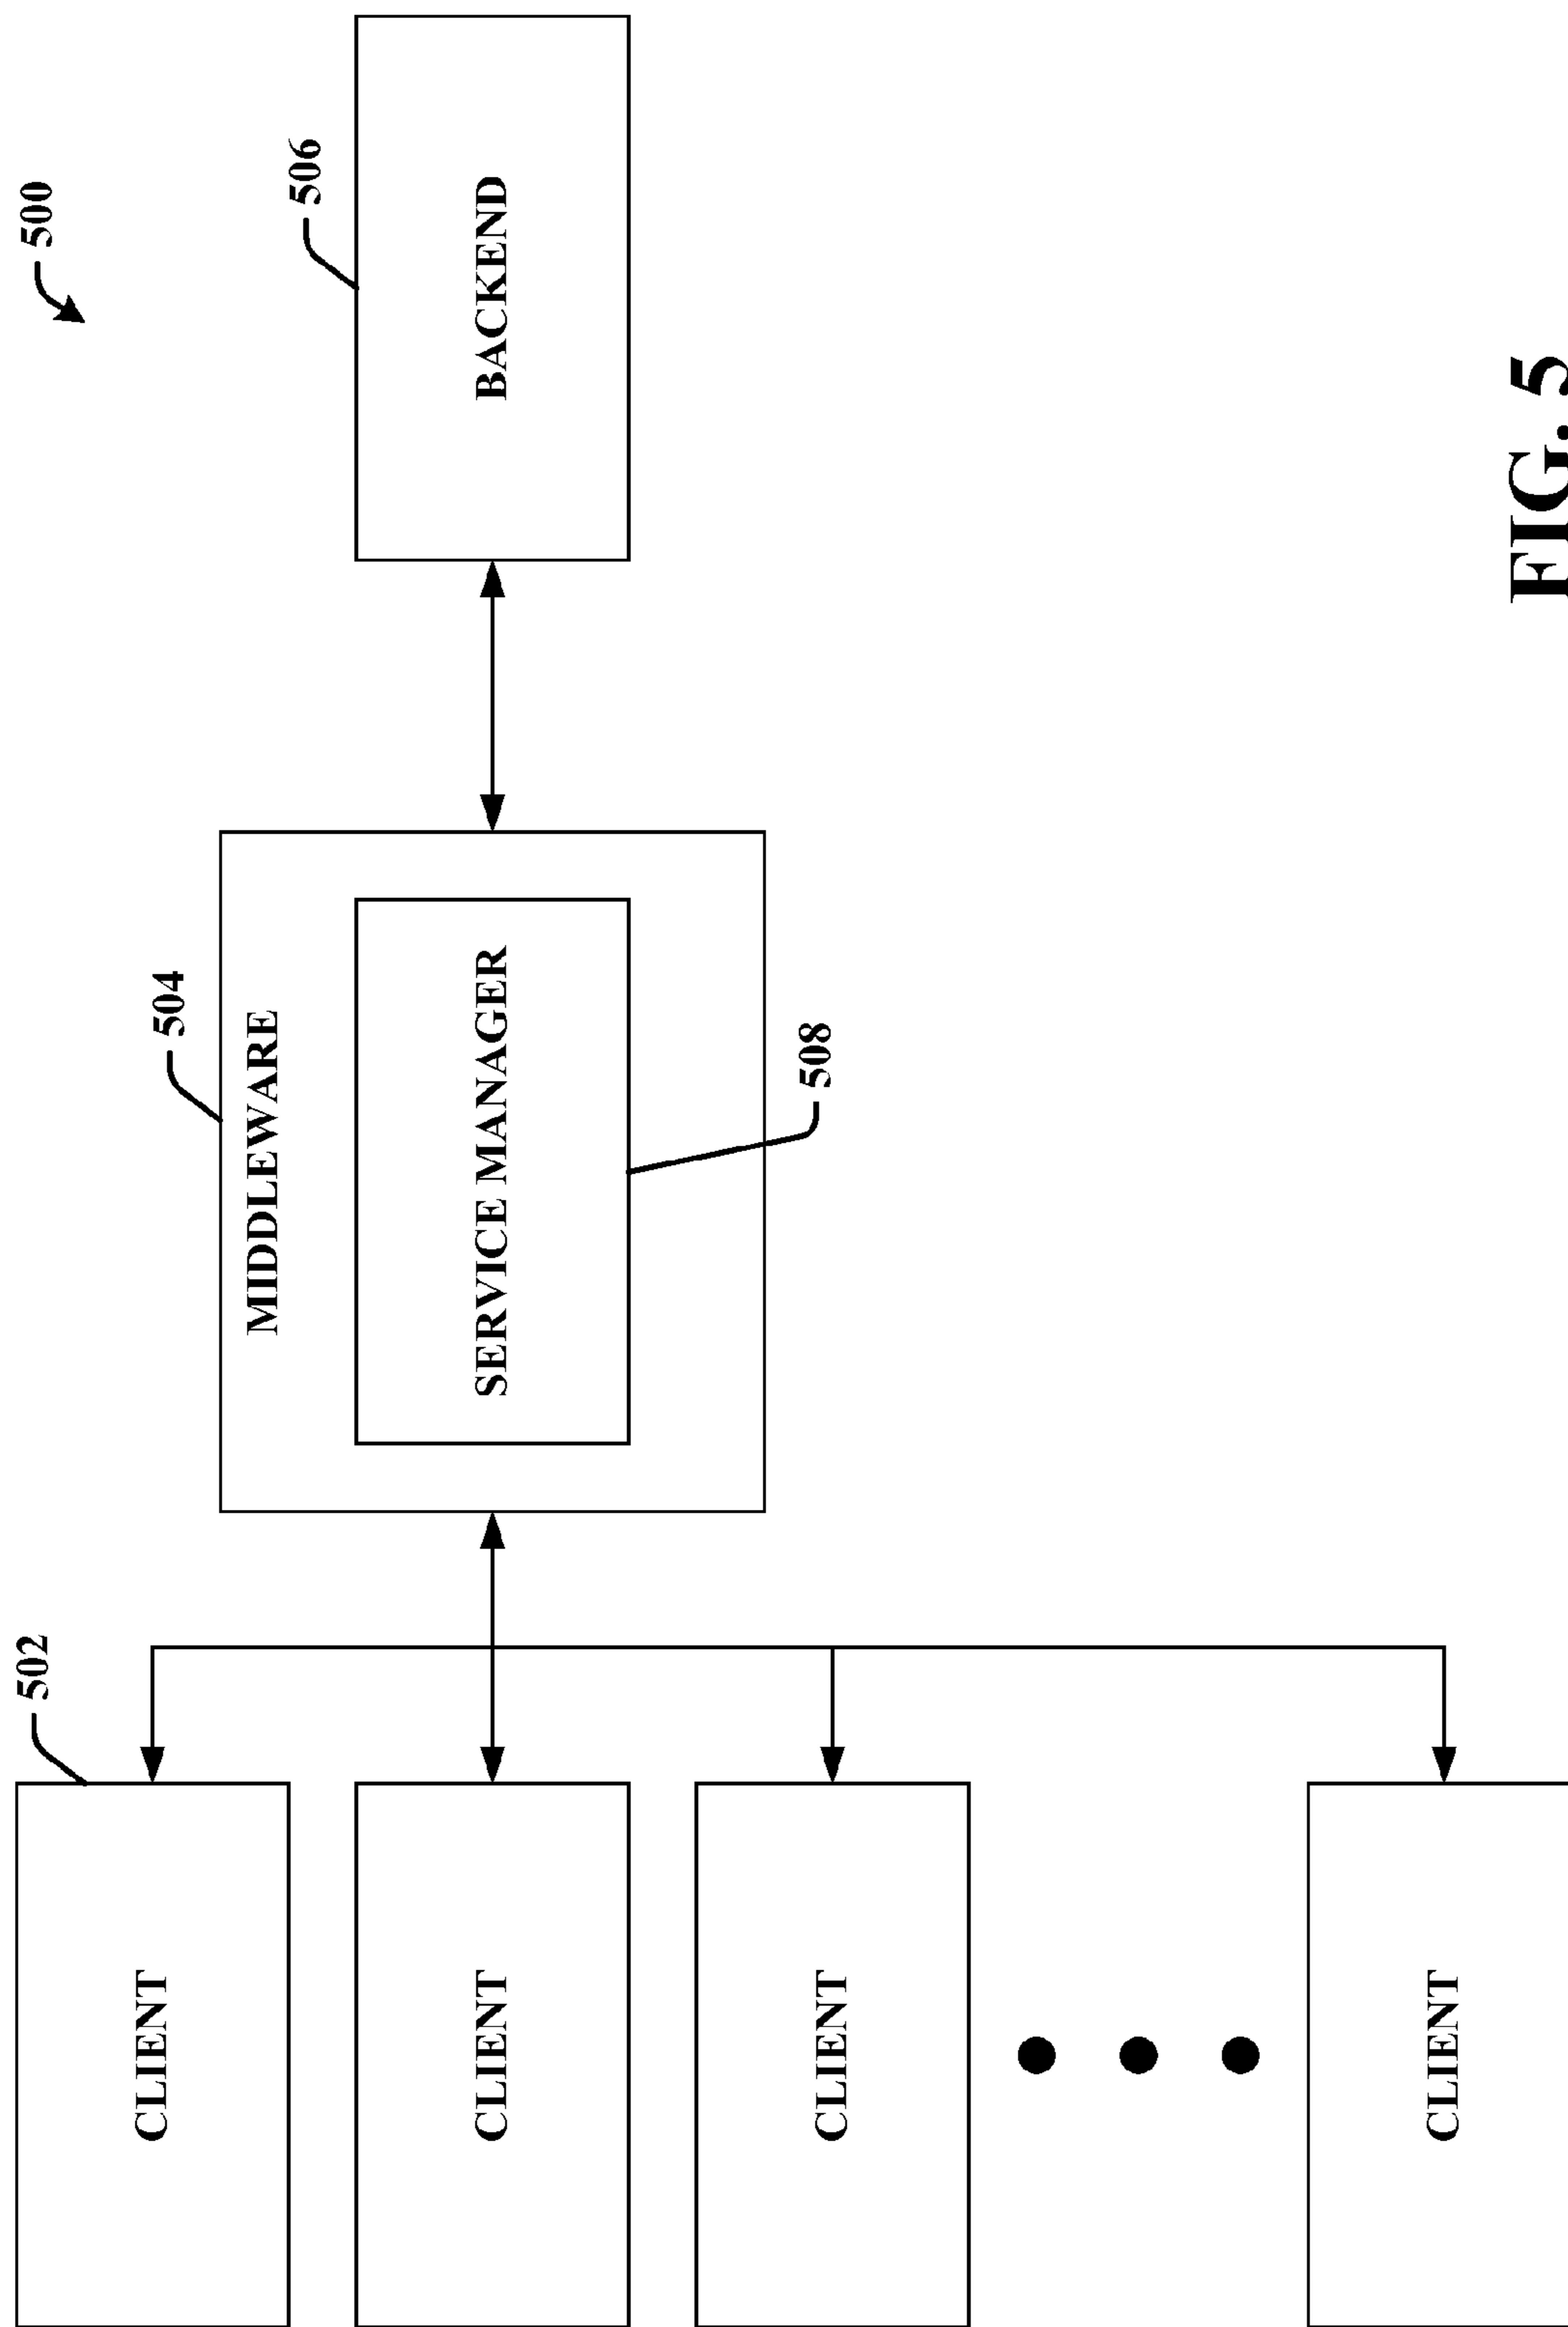 500
502
CLIENT
CLIENT
CLIENT
CLIENT
504
MIDDLEWARE
SERVICE MANAGER
508
506
BACKEND
FIG. 5